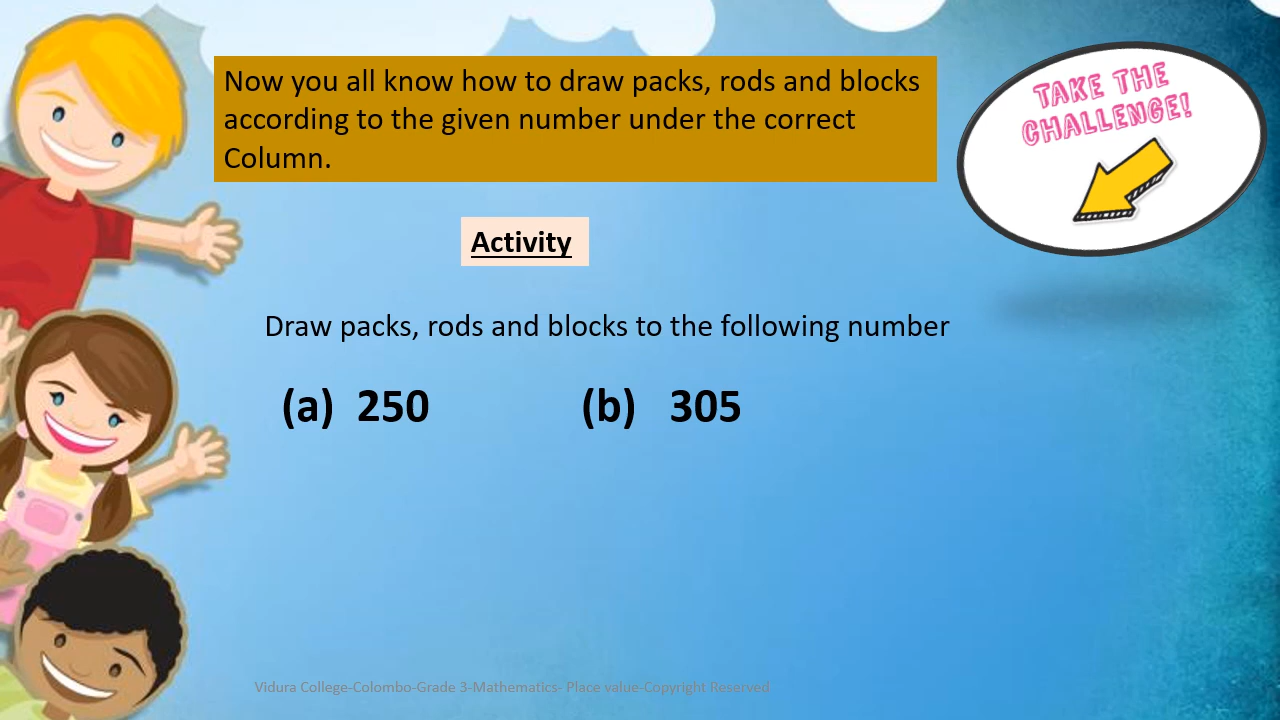 Now you all know how to draw packs, rods and blocks
according to the given number under the correct
Column.
TAKE THE
CHALLENGE!
Activity
Draw packs, rods and blocks to the following number
(a) 250 (b) 305
Vidura College-Colombo-Grade 3-Mathematics- Place value-Copyright Reserved